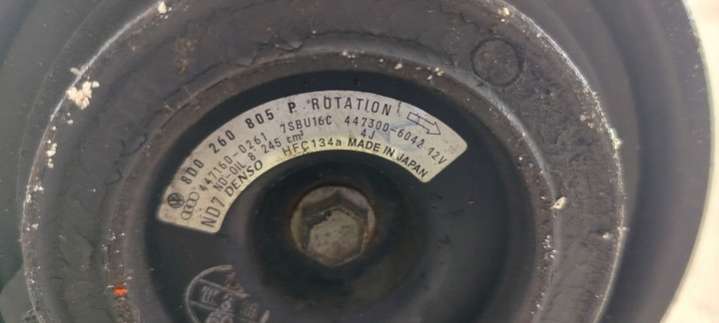 8D0 260 805 P ROTATION
447160-0261 7SBU16C 447300-6042 12V
ND-OIL 8 245 cm³ 4J
ND7 DENSO HFC134a MADE IN JAPAN